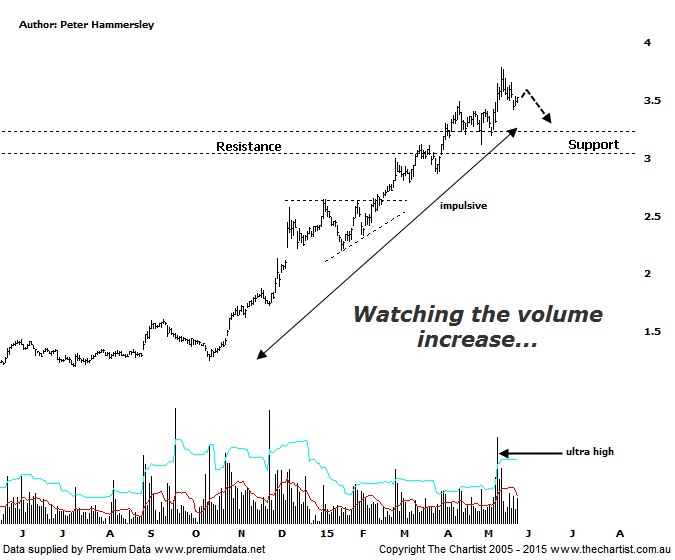 Author: Peter Hammersley
4
3.5
Resistance
Support
3
impulsive
2.5
2
Watching the volume
increase...
1.5
ultra high
J J A S O N D 15 F M A M J J A
Data supplied by Premium Data www.premiumdata.net
Copyright The Chartist 2005 - 2015 www.thechartist.com.au